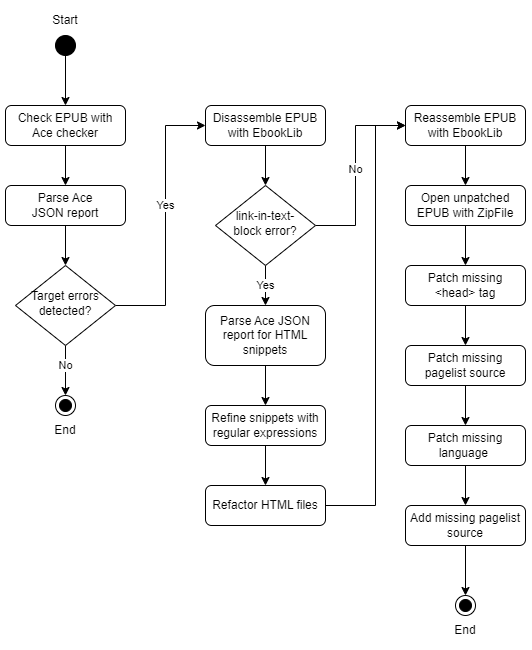 Start
Check EPUB with
Ace checker
Parse Ace
JSON report
Target errors
detected?
Yes
No
End
Disassemble EPUB
with EbookLib
link-in-text-
block error?
No
Yes
Parse Ace JSON
report for HTML
snippets
Refine snippets with
regular expressions
Refactor HTML files
Reassemble EPUB
with EbookLib
Open unpatched
EPUB with ZipFile
Patch missing
<head> tag
Patch missing
pagelist source
Patch missing
language
Add missing pagelist
source
End